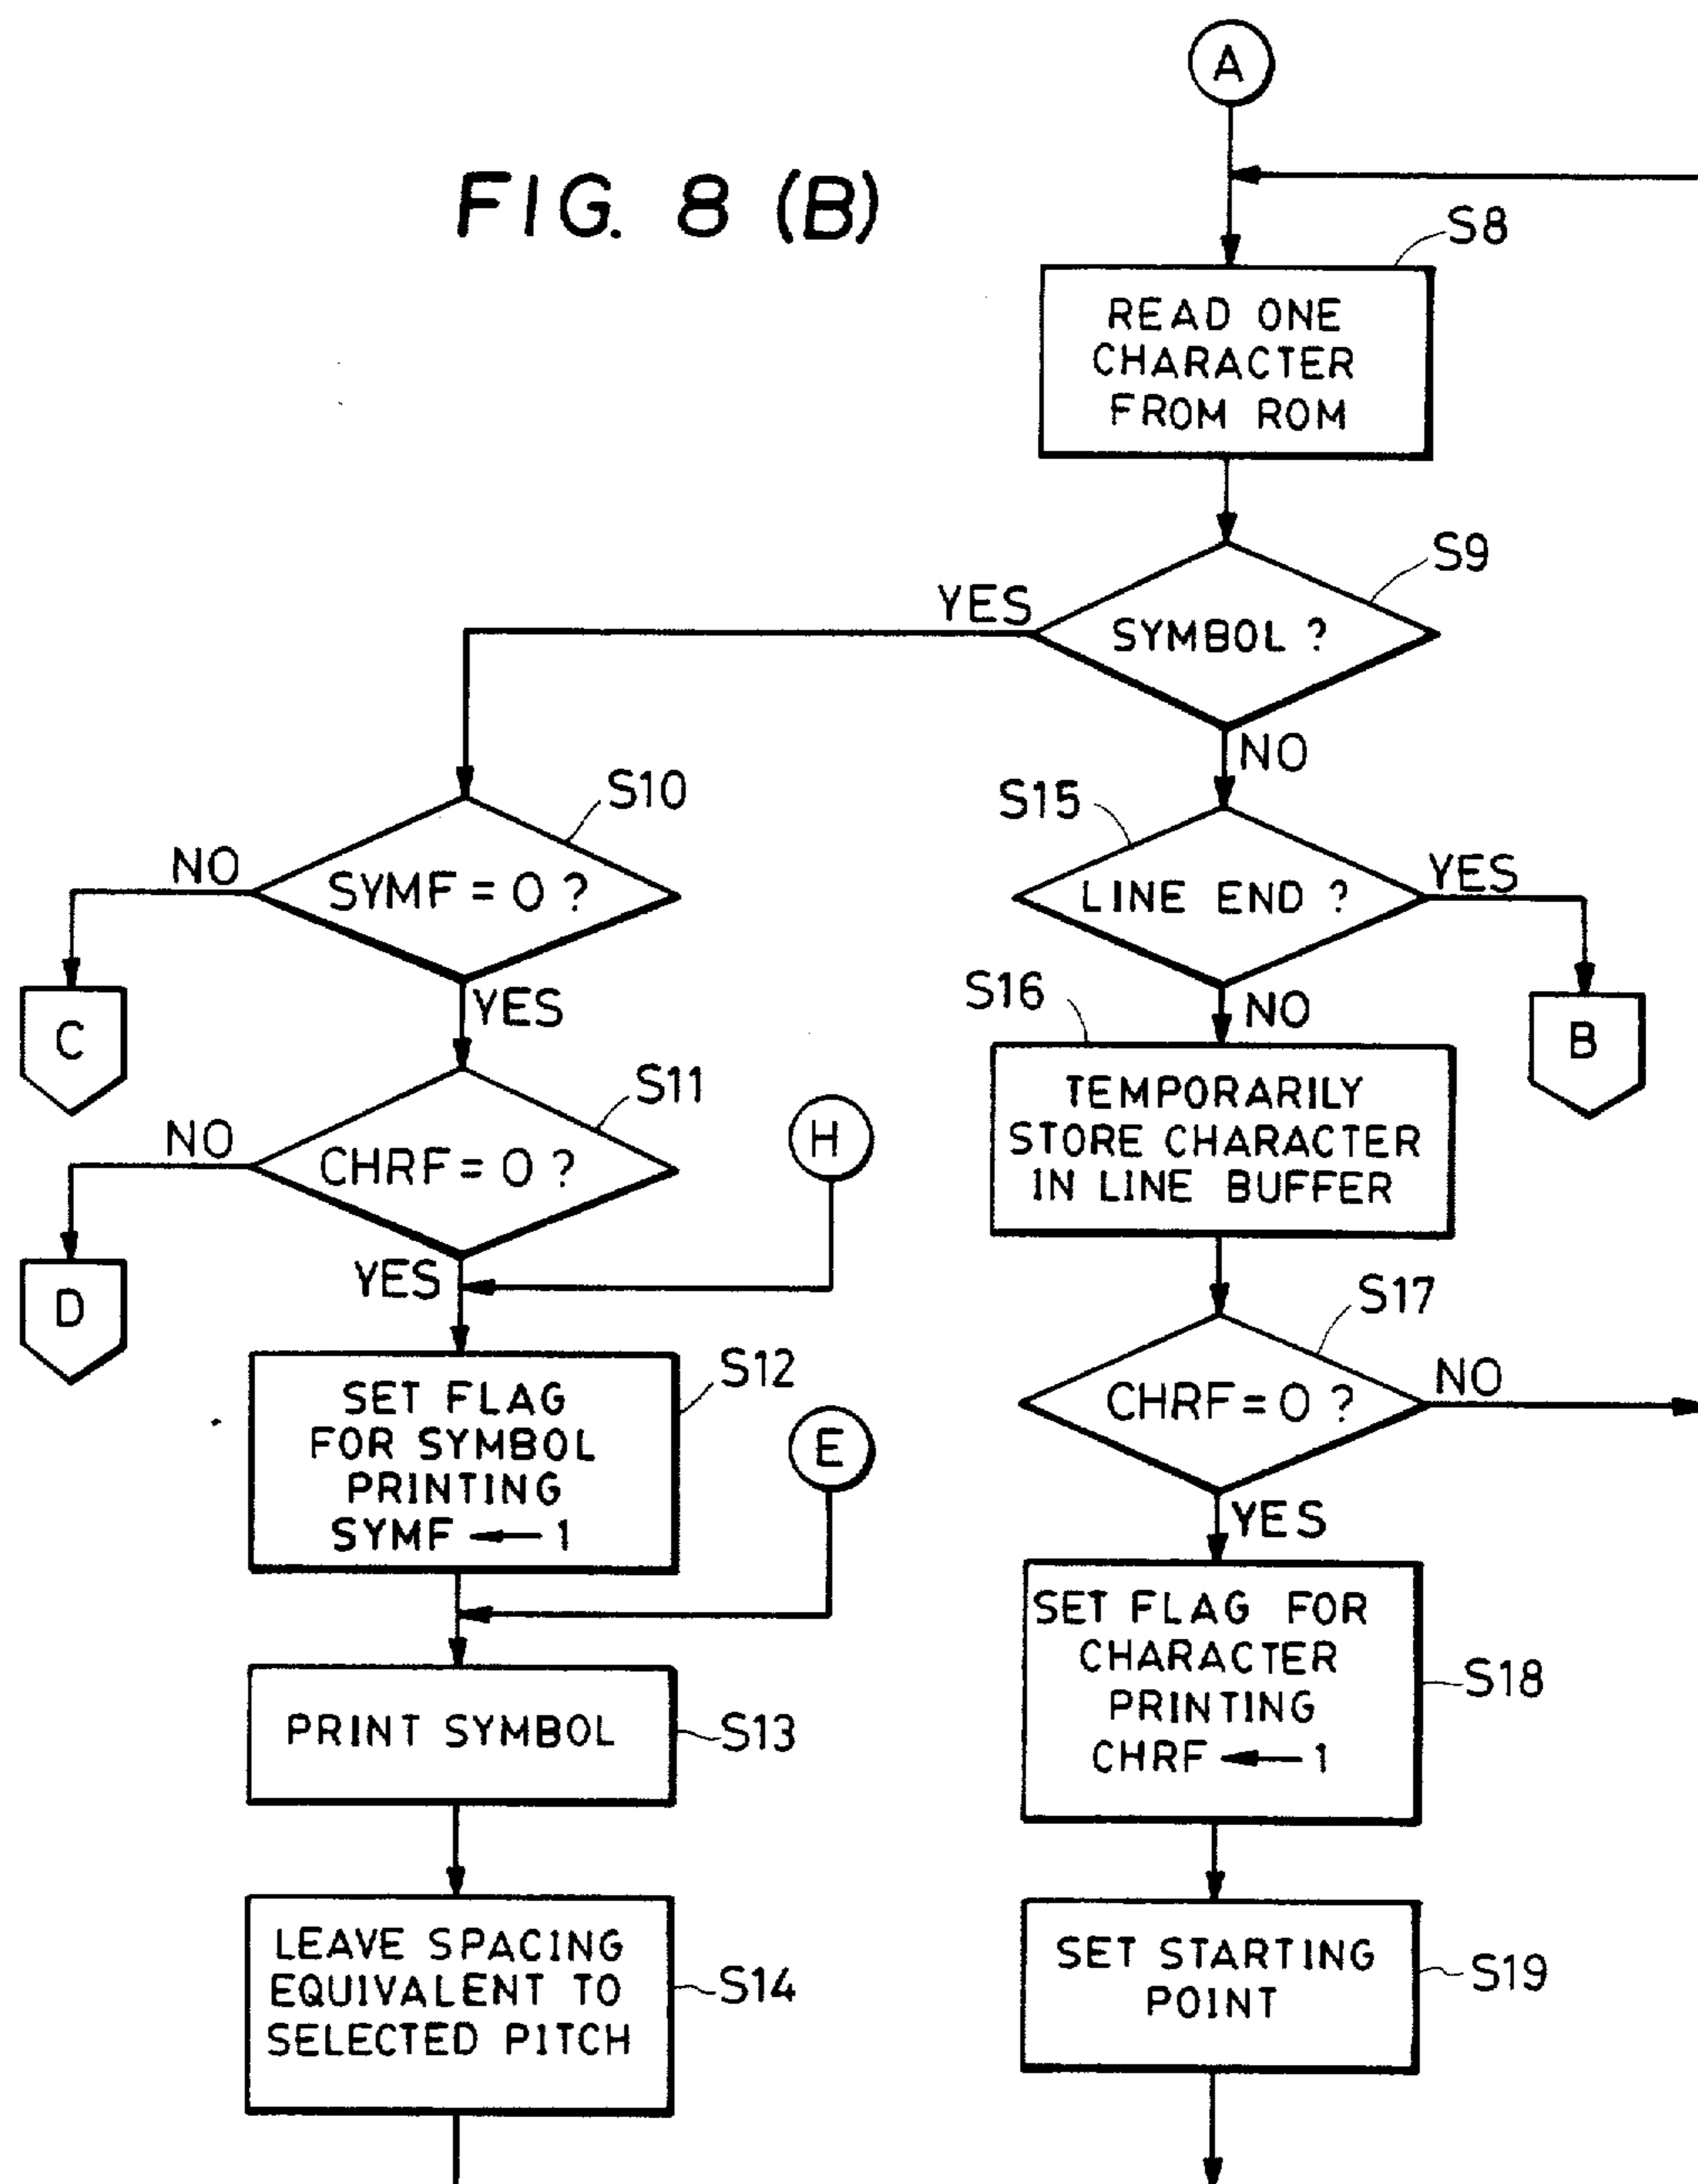 A
FIG. 8 (B)
S8
READ ONE
CHARACTER
FROM ROM
S9
YES
SYMBOL ?
NO
S10
NO
SYMF = 0 ?
YES
C
S11
NO
CHRF = 0 ?
YES
D
H
S12
SET FLAG
FOR SYMBOL
PRINTING
SYMF ← 1
E
PRINT SYMBOL
S13
LEAVE SPACING
EQUIVALENT TO
SELECTED PITCH
S14
S15
LINE END ?
YES
NO
B
S16
TEMPORARILY
STORE CHARACTER
IN LINE BUFFER
S17
CHRF = 0 ?
NO
YES
SET FLAG FOR
CHARACTER
PRINTING
CHRF ← 1
S18
SET STARTING
POINT
S19